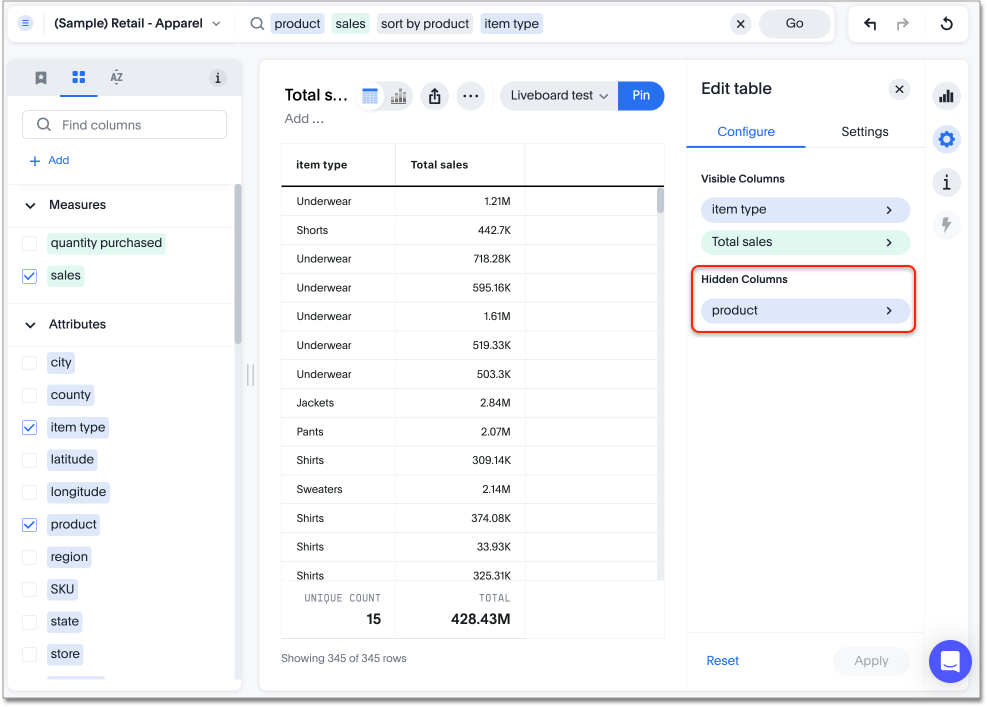 (Sample) Retail - Apparel
product sales sort by product item type
Go
AZ
i
Find columns
+ Add
Measures
quantity purchased
sales
Attributes
city
county
item type
latitude
longitude
product
region
SKU
state
store
Total s...
Liveboard test
Pin
Add ...
item type Total sales
Underwear 1.21M
Shorts 442.7K
Underwear 718.28K
Underwear 595.16K
Underwear 1.61M
Underwear 519.33K
Underwear 503.3K
Jackets 2.84M
Pants 2.07M
Shirts 309.14K
Sweaters 2.14M
Shirts 374.08K
Shirts 33.93K
Shirts 325.31K
UNIQUE COUNT TOTAL
15 428.43M
Showing 345 of 345 rows
Edit table
Configure Settings
Visible Columns
item type
Total sales
Hidden Columns
product
Reset Apply
i